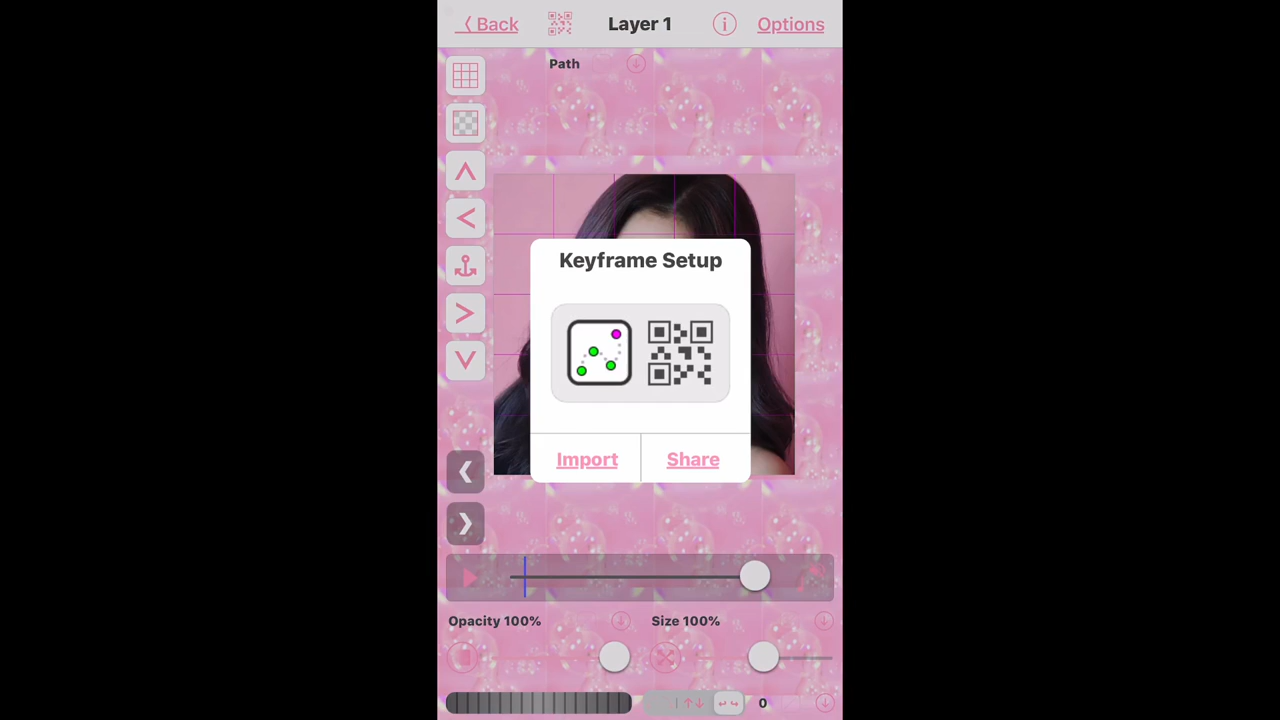 Back
Layer 1
Options
Path
Keyframe Setup
Import
Share
Opacity 100%
Size 100%
0